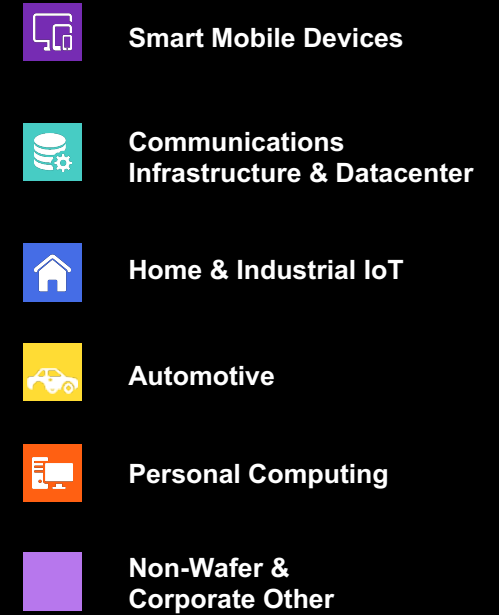 Smart Mobile Devices
Communications
Infrastructure & Datacenter
Home & Industrial IoT
Automotive
Personal Computing
Non-Wafer &
Corporate Other